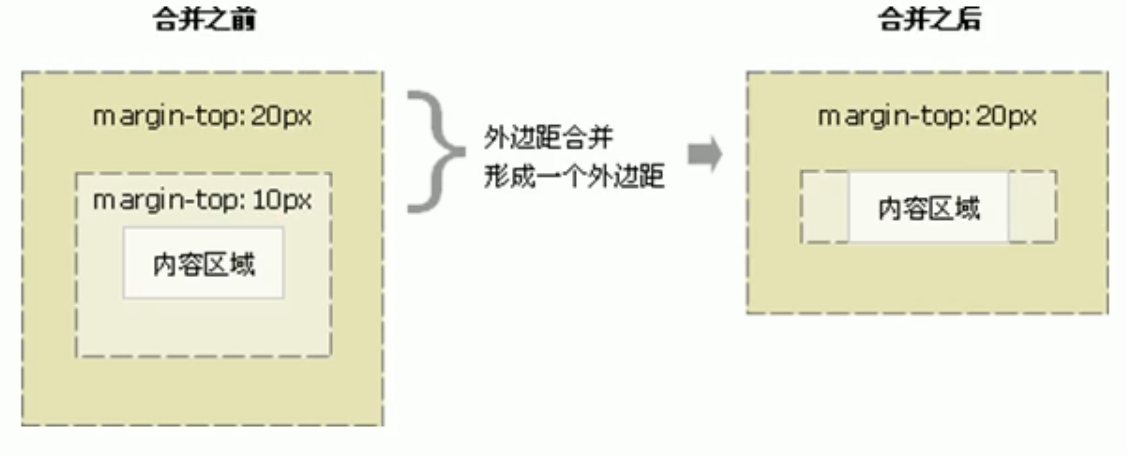 合并之前
合并之后
margin-top: 20px
margin-top: 10px
内容区域
外边距合并
形成一个外边距
margin-top: 20px
内容区域